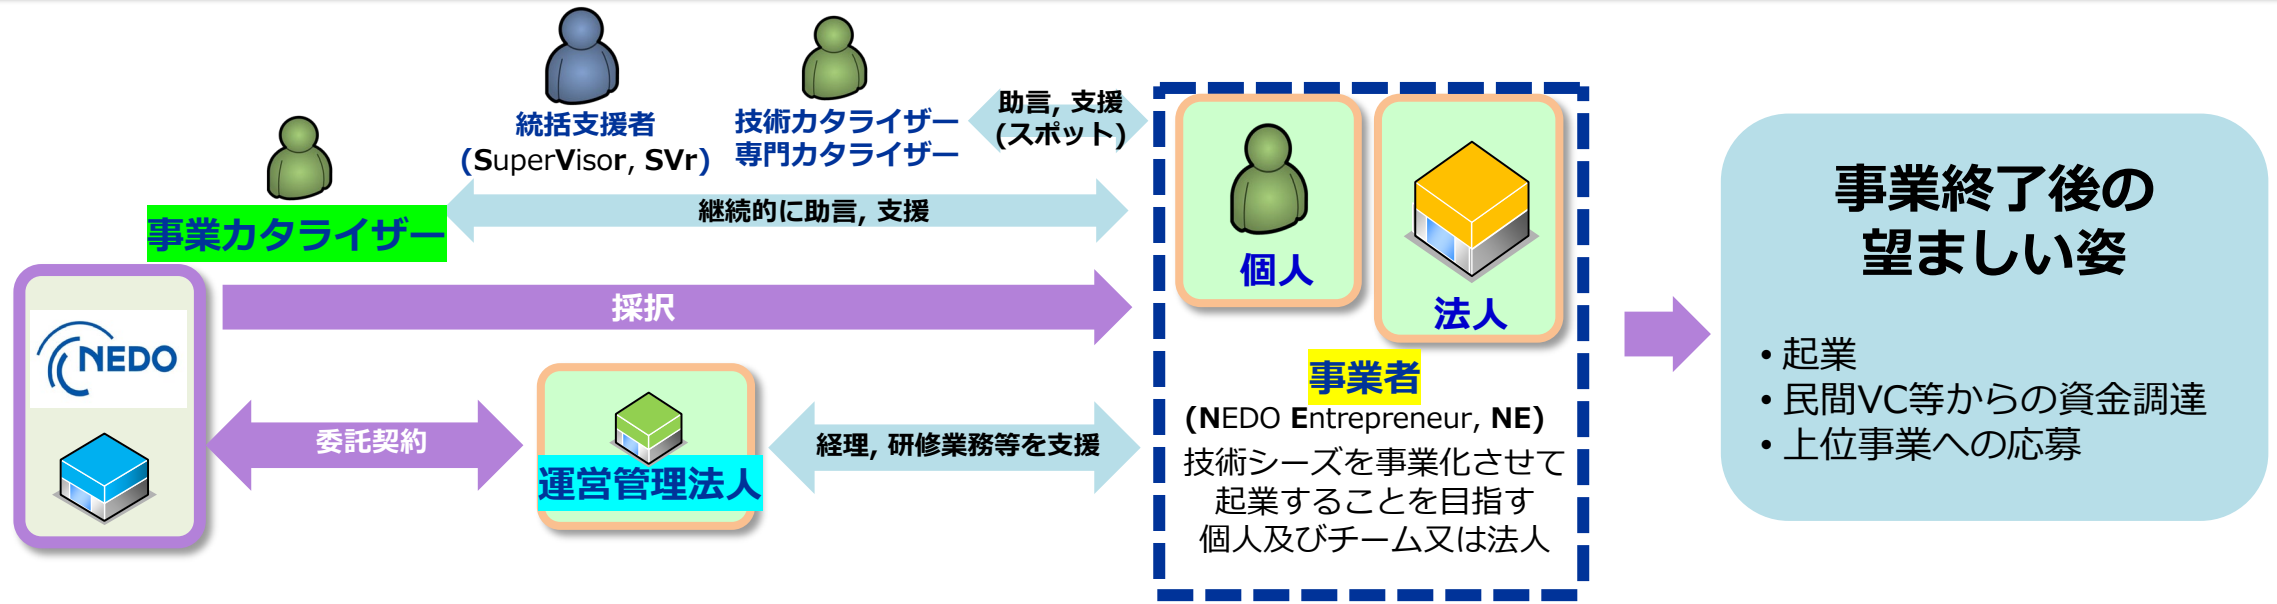 統括支援者
(SuperVisor, SVr)
技術カタライザー
専門カタライザー
助言, 支援
(スポット)
事業カタライザー
継続的に助言, 支援
採択
NEDO
委託契約
運営管理法人
経理, 研修業務等を支援
個人
法人
事業者
(NEDO Entrepreneur, NE)
技術シーズを事業化させて
起業することを目指す
個人及びチーム又は法人
事業終了後の
望ましい姿
• 起業
• 民間VC等からの資金調達
• 上位事業への応募